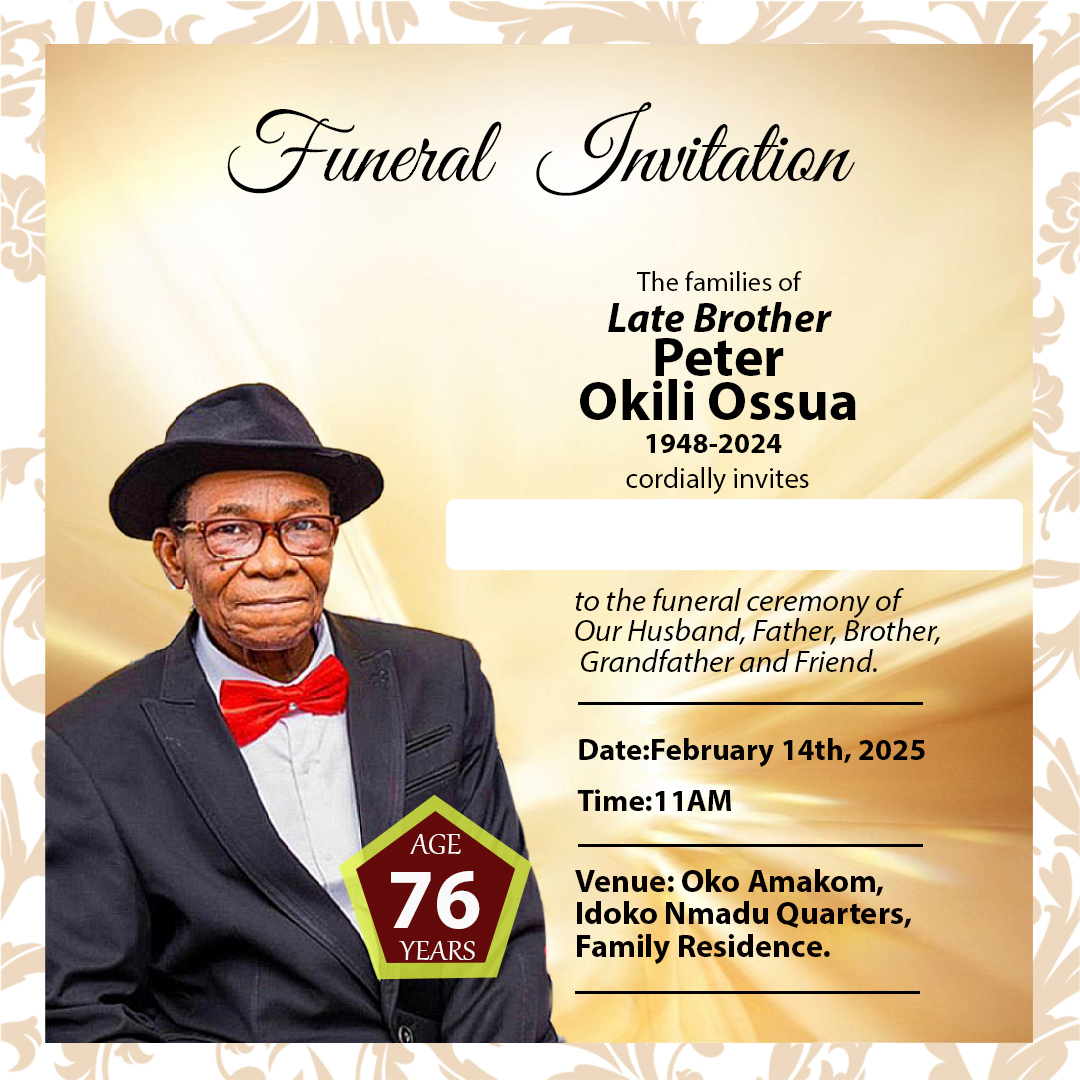 Funeral Invitation
The families of
Late Brother
Peter
Okili Ossua
1948-2024
cordially invites
to the funeral ceremony of
Our Husband, Father, Brother,
Grandfather and Friend.
Date:February 14th, 2025
Time:11AM
Venue: Oko Amakom,
Idoko Nmadu Quarters,
Family Residence.
AGE
76
YEARS